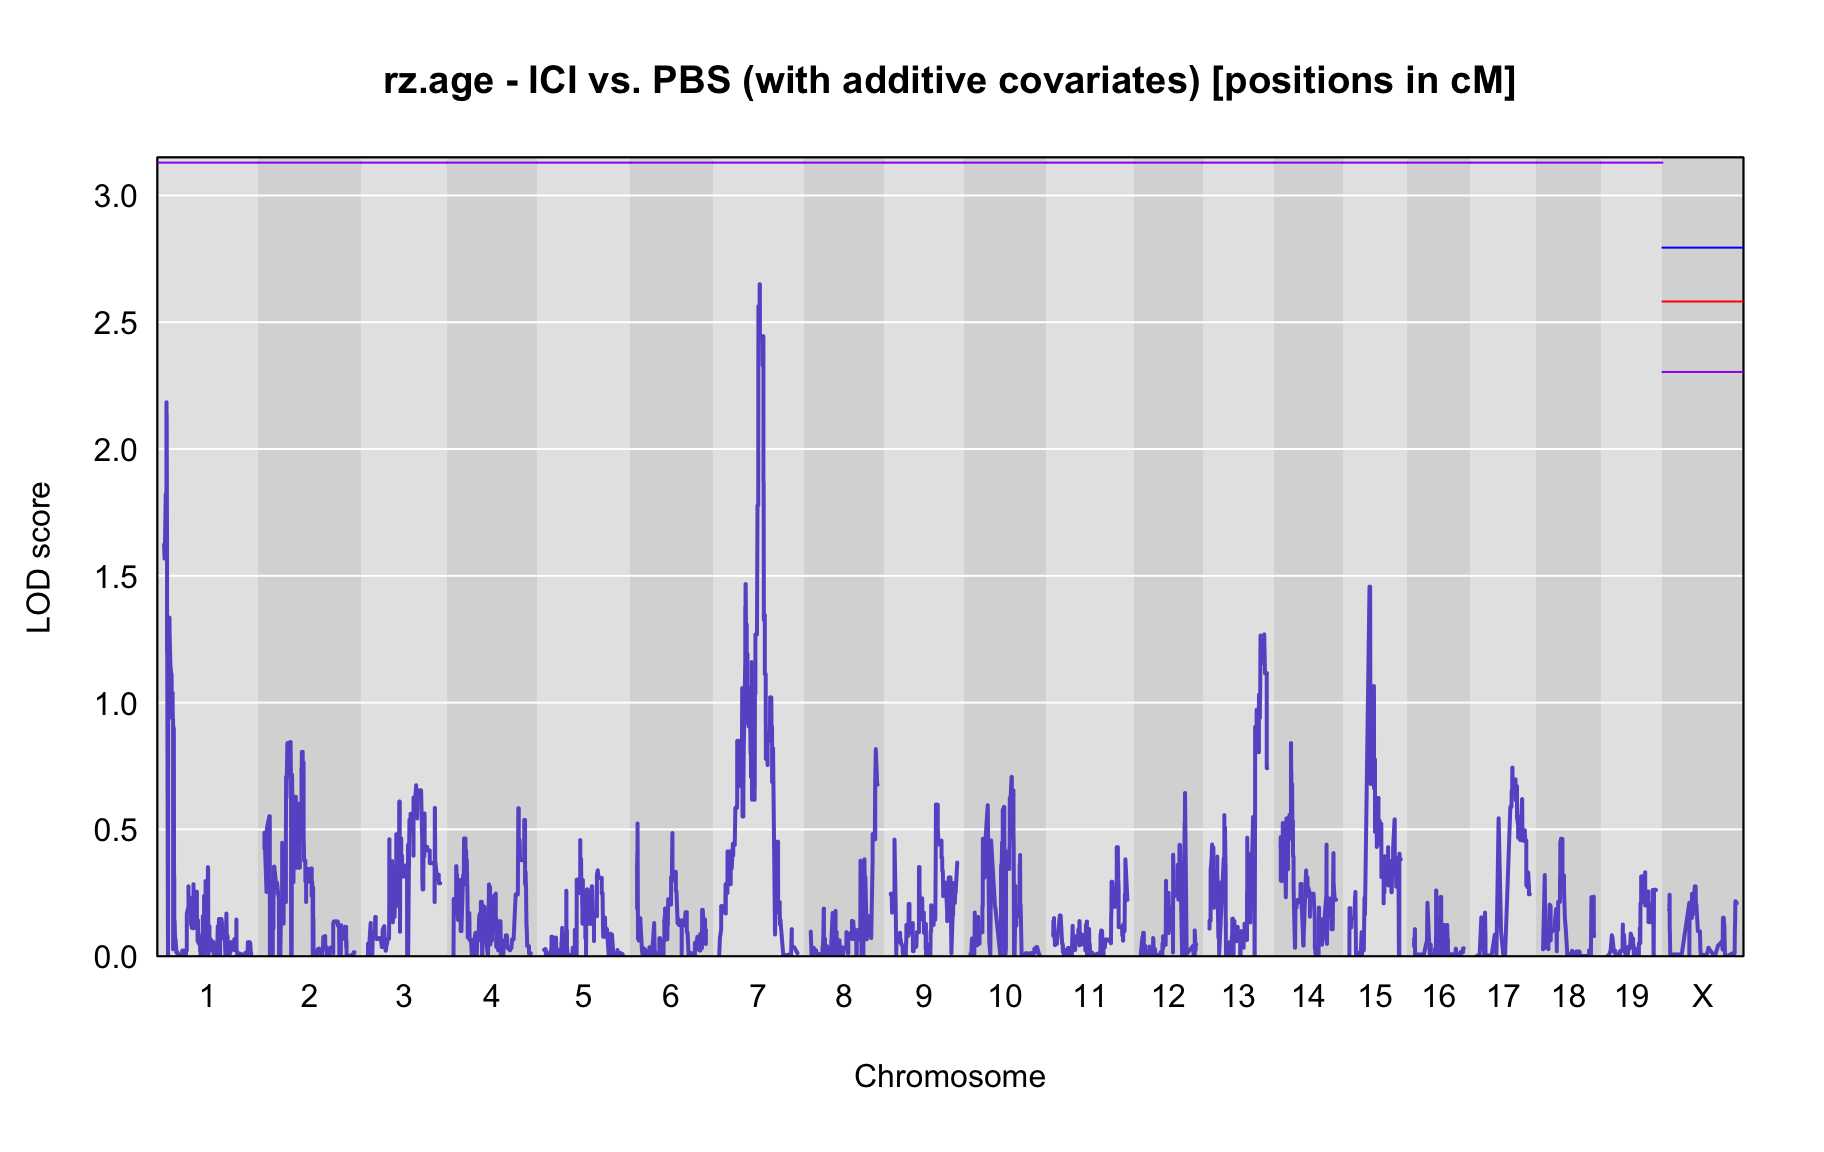 rz.age - ICI vs. PBS (with additive covariates) [positions in cM]
3.0
2.5
2.0
1.5
1.0
0.5
0.0
LOD score
1 2 3 4 5 6 7 8 9 10 11 12 13 14 15 16 17 18 19 X
Chromosome